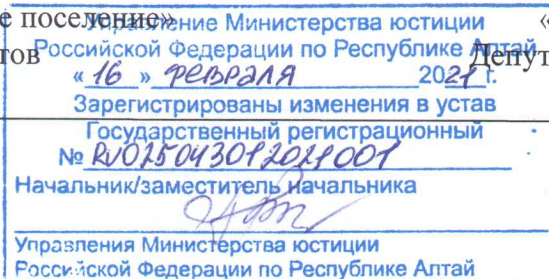 е поселение» «
Управление Министерства юстиции
Российской Федерации по Республике Алтай
тов Депут
« 16 » февраля 2021 г.
Зарегистрированы изменения в устав
Государственный регистрационный
№ RU025043012021001
Начальник/заместитель начальника
Управления Министерства юстиции
Российской Федерации по Республике Алтай